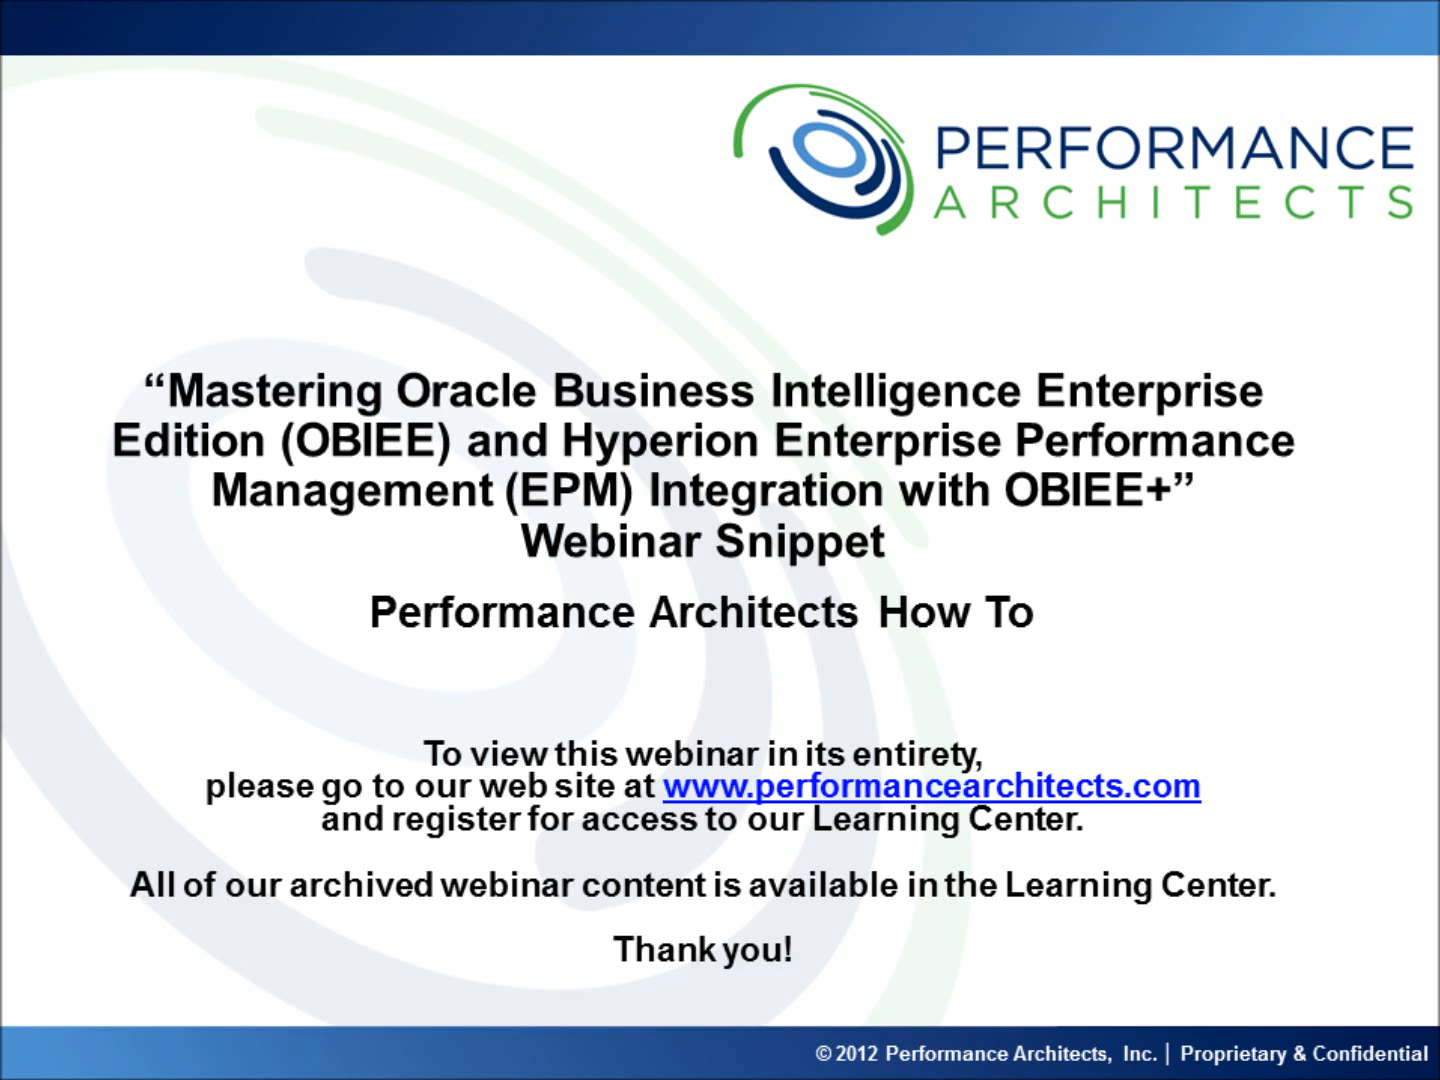 PERFORMANCE
ARCHITECTS
“Mastering Oracle Business Intelligence Enterprise
Edition (OBIEE) and Hyperion Enterprise Performance
Management (EPM) Integration with OBIEE+”
Webinar Snippet
Performance Architects How To
To view this webinar in its entirety,
please go to our web site at www.performancearchitects.com
and register for access to our Learning Center.
All of our archived webinar content is available in the Learning Center.
Thank you!
© 2012 Performance Architects, Inc. | Proprietary & Confidential